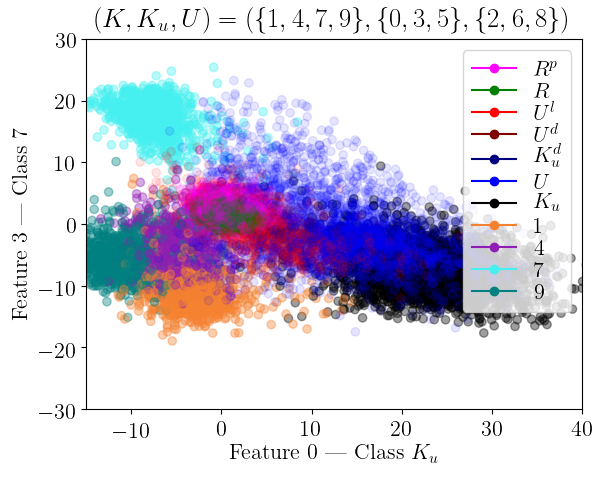 (K, K_u, U) = ({1, 4, 7, 9}, {0, 3, 5}, {2, 6, 8})
30
20
10
0
−10
−20
−30
Feature 3 — Class 7
R^p
R
U^l
U^d
K_u^d
U
K_u
1
4
7
9
−10
0
10
20
30
40
Feature 0 — Class K_u